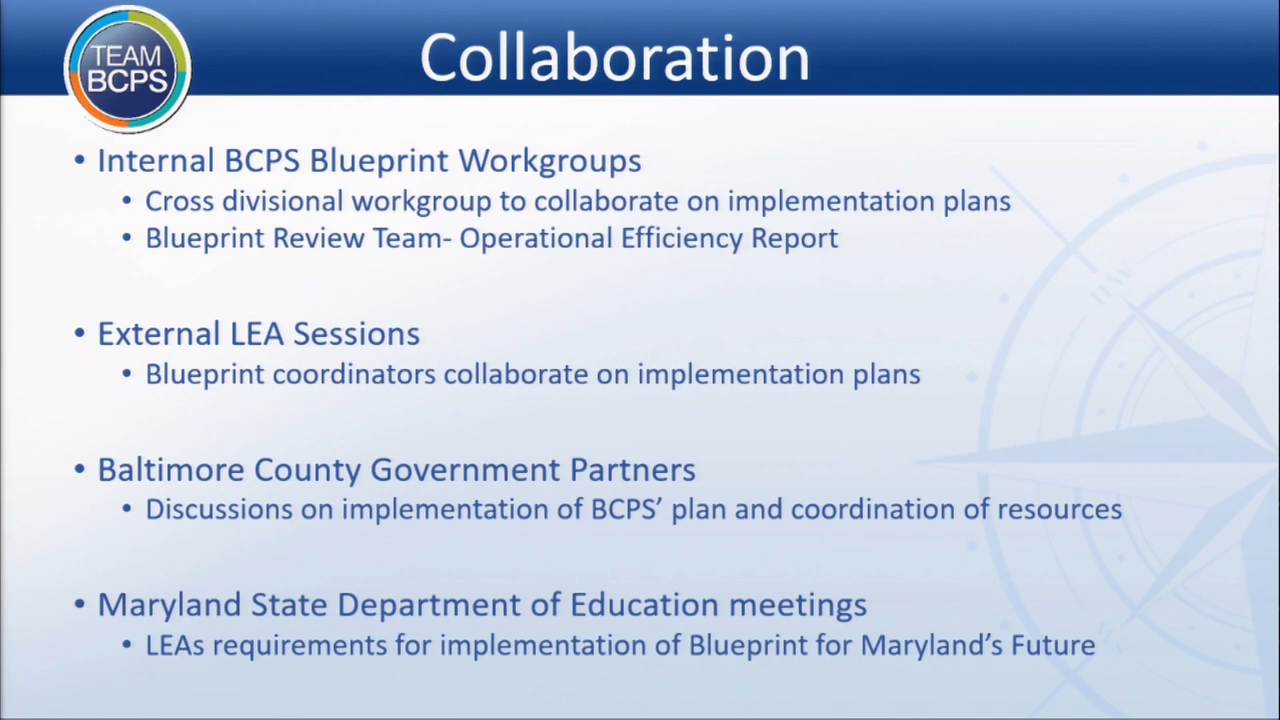 TEAM
BCPS
Collaboration
• Internal BCPS Blueprint Workgroups
• Cross divisional workgroup to collaborate on implementation plans
• Blueprint Review Team- Operational Efficiency Report
• External LEA Sessions
• Blueprint coordinators collaborate on implementation plans
• Baltimore County Government Partners
• Discussions on implementation of BCPS’ plan and coordination of resources
• Maryland State Department of Education meetings
• LEAs requirements for implementation of Blueprint for Maryland’s Future